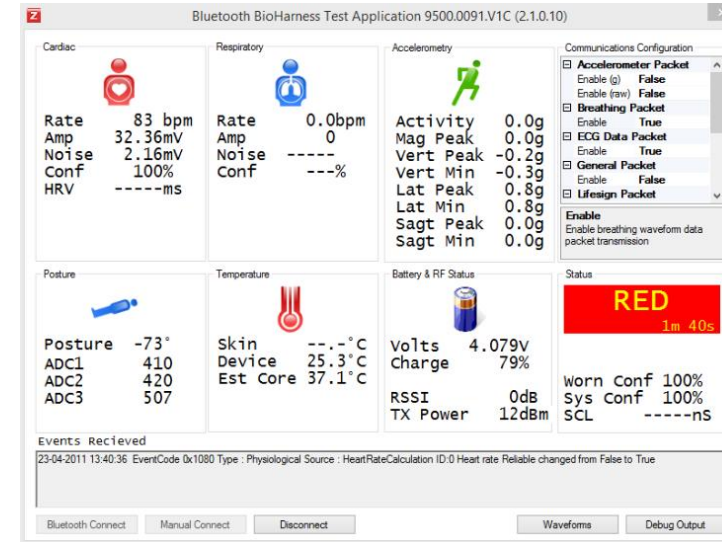 Z Bluetooth BioHarness Test Application 9500.0091.V1C (2.1.0.10)
Cardiac
Rate 83 bpm
Amp 32.36mV
Noise 2.16mV
Conf 100%
HRV -----ms
Respiratory
Rate 0.0bpm
Amp 0
Noise -----
Conf ---%
Accelerometry
Activity 0.0g
Mag Peak 0.0g
Vert Peak -0.2g
Vert Min -0.3g
Lat Peak 0.8g
Lat Min 0.8g
Sagt Peak 0.0g
Sagt Min 0.0g
Communications Configuration
Accelerometer Packet
Enable (g) False
Enable (raw) False
Breathing Packet
Enable True
ECG Data Packet
Enable True
General Packet
Enable False
Lifesign Packet
Enable
Enable breathing waveform data
packet transmission
Posture
Posture -73°
ADC1 410
ADC2 420
ADC3 507
Temperature
Skin --.-°C
Device 25.3°C
Est Core 37.1°C
Battery & RF Status
Volts 4.079V
Charge 79%
RSSI 0dB
TX Power 12dBm
Status
RED
1m 40s
Worn Conf 100%
Sys Conf 100%
SCL -----nS
Events Recieved
23-04-2011 13:40:36 EventCode 0x1080 Type : Physiological Source : HeartRateCalculation ID:0 Heart rate Reliable changed from False to True
Bluetooth Connect Manual Connect Disconnect Waveforms Debug Output